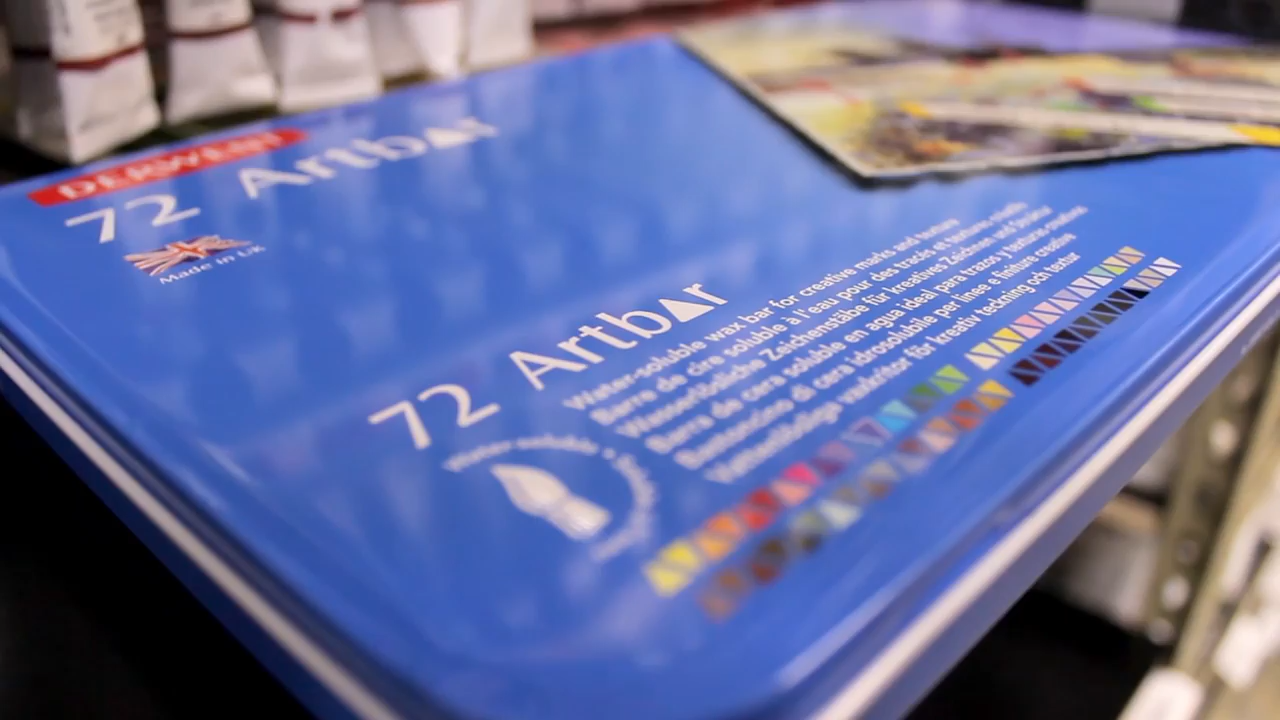 DERWENT
72 Artbar
Made in UK
72 Artbar
Water-soluble wax bar for creative marks and texture
Barre de cire soluble à l'eau pour des tracés et textures créatifs
Wasserlösliche Zeichenstäbe für kreatives Zeichnen und Struktur
Barra de cera soluble en agua ideal para trazos y texturas creativas
Bastoncino di cera idrosolubile per linee e finiture creative
Vattenlösliga vaxkritor för kreativ teckning och textur
Water-soluble